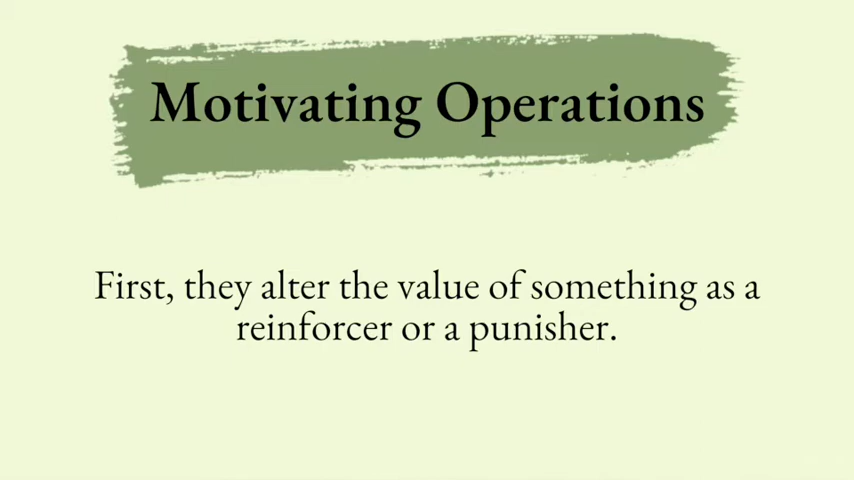 Motivating Operations
First, they alter the value of something as a
reinforcer or a punisher.